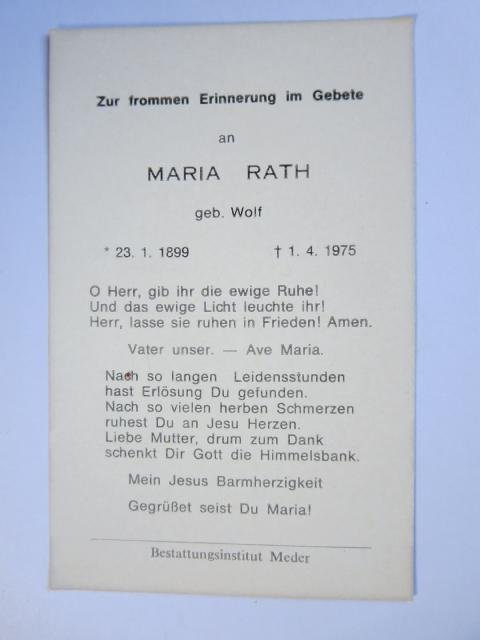 Zur frommen Erinnerung im Gebete
an
MARIA RATH
geb. Wolf
* 23. 1. 1899 † 1. 4. 1975
O Herr, gib ihr die ewige Ruhe!
Und das ewige Licht leuchte ihr!
Herr, lasse sie ruhen in Frieden! Amen.
Vater unser. — Ave Maria.
Nach so langen Leidensstunden
hast Erlösung Du gefunden.
Nach so vielen herben Schmerzen
ruhest Du an Jesu Herzen.
Liebe Mutter, drum zum Dank
schenkt Dir Gott die Himmelsbank.
Mein Jesus Barmherzigkeit
Gegrüßet seist Du Maria!
Bestattungsinstitut Meder